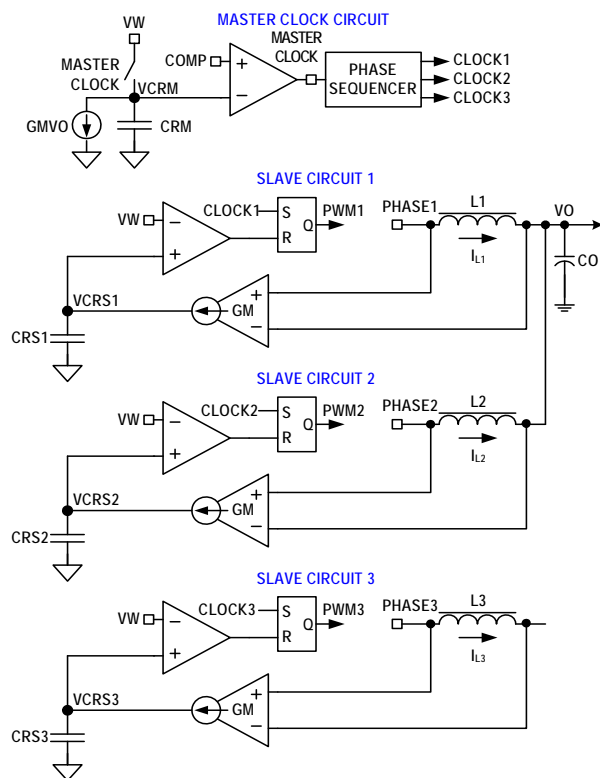 MASTER CLOCK CIRCUIT
VW
MASTER
CLOCK
COMP
MASTER
CLOCK
VCRM
GMVO
CRM
+
−
PHASE
SEQUENCER
CLOCK1
CLOCK2
CLOCK3
SLAVE CIRCUIT 1
VW
−
+
CLOCK1
S
R
Q
PWM1
PHASE1
L1
IL1
VO
CO
VCRS1
CRS1
GM
+
−
SLAVE CIRCUIT 2
VW
−
+
CLOCK2
S
R
Q
PWM2
PHASE2
L2
IL2
VCRS2
CRS2
GM
+
−
SLAVE CIRCUIT 3
VW
−
+
CLOCK3
S
R
Q
PWM3
PHASE3
L3
IL3
VCRS3
CRS3
GM
+
−